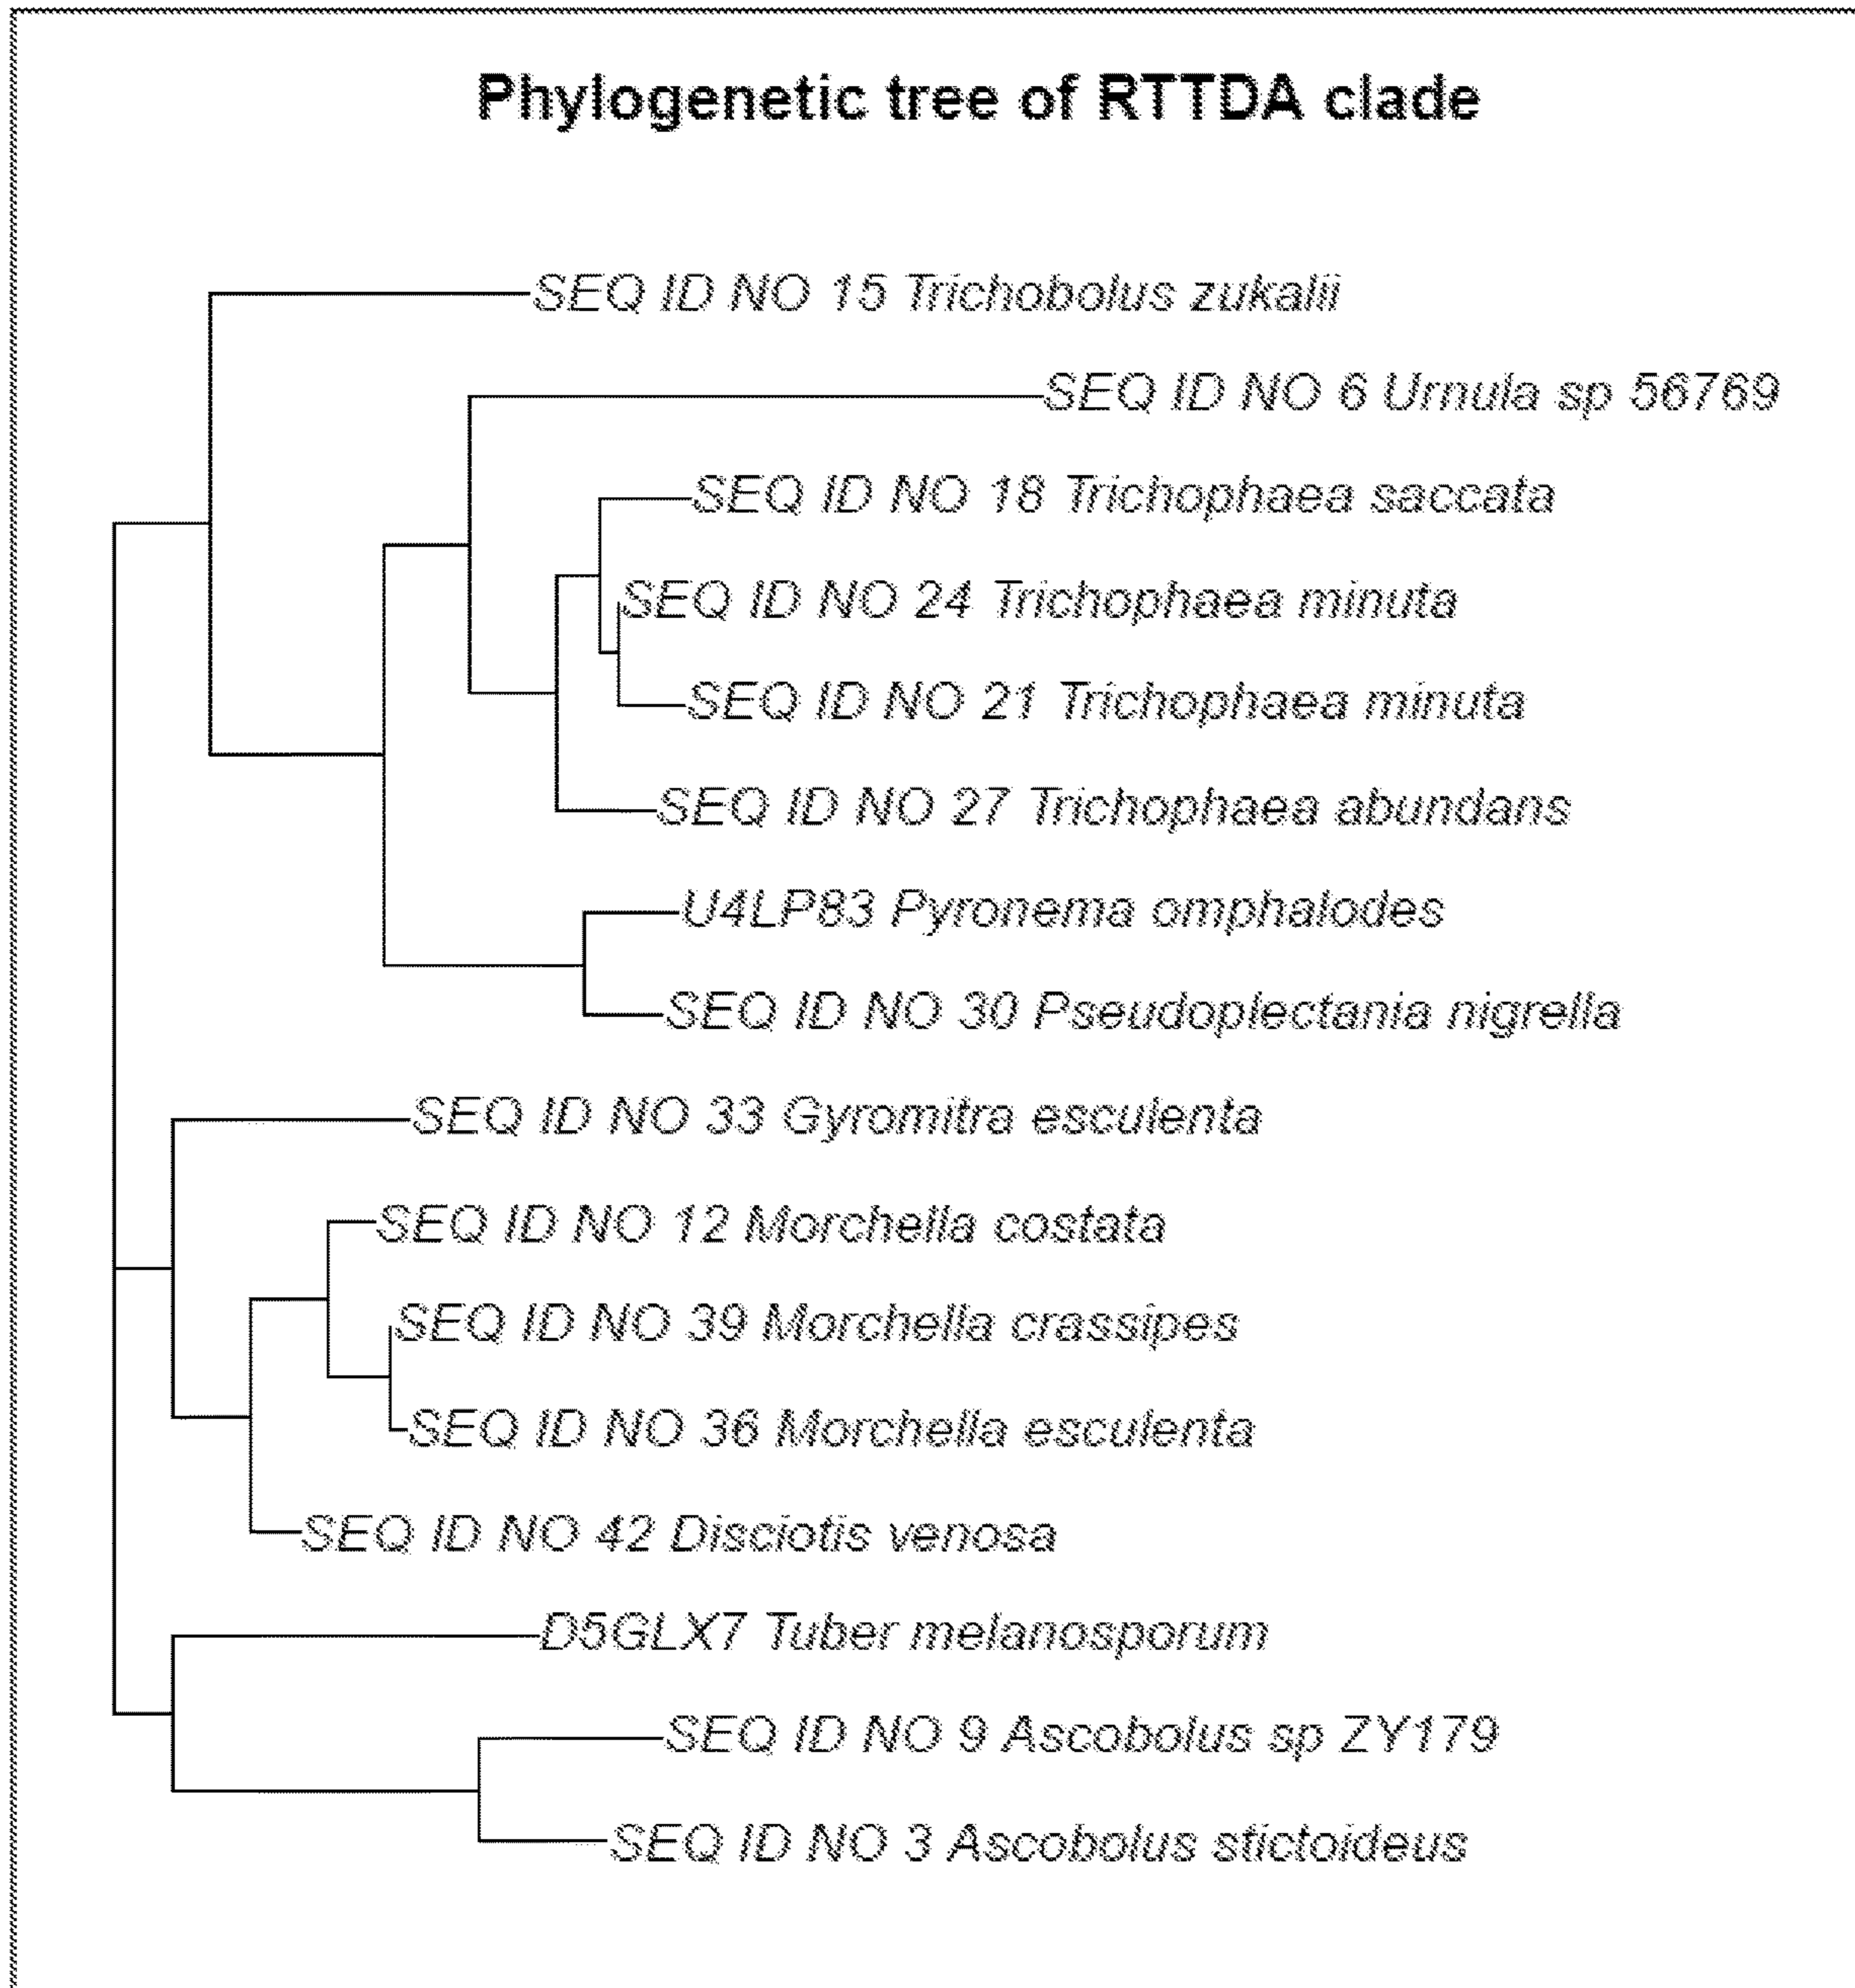 Phylogenetic tree of RTTDA clade
SEQ ID NO 15 Trichobolus zukalii
SEQ ID NO 6 Urnula sp 56769
SEQ ID NO 18 Trichophaea saccata
SEQ ID NO 24 Trichophaea minuta
SEQ ID NO 21 Trichophaea minuta
SEQ ID NO 27 Trichophaea abundans
U4LP83 Pyronema omphalodes
SEQ ID NO 30 Pseudoplectania nigrella
SEQ ID NO 33 Gyromitra esculenta
SEQ ID NO 12 Morchella costata
SEQ ID NO 39 Morchella crassipes
SEQ ID NO 36 Morchella esculenta
SEQ ID NO 42 Disciotis venosa
D5GLX7 Tuber melanosporum
SEQ ID NO 9 Ascobolus sp ZY179
SEQ ID NO 3 Ascobolus stictoideus